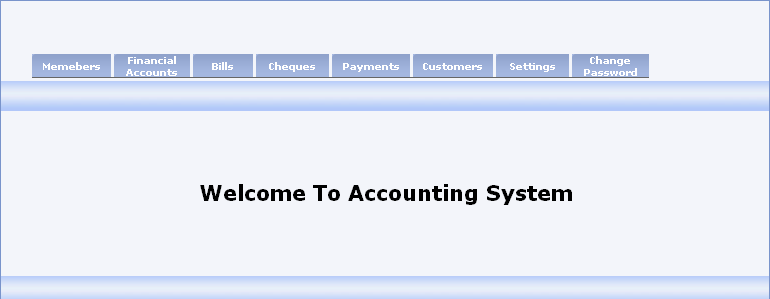 Memebers
Financial
Accounts
Bills
Cheques
Payments
Customers
Settings
Change
Password
Welcome To Accounting System